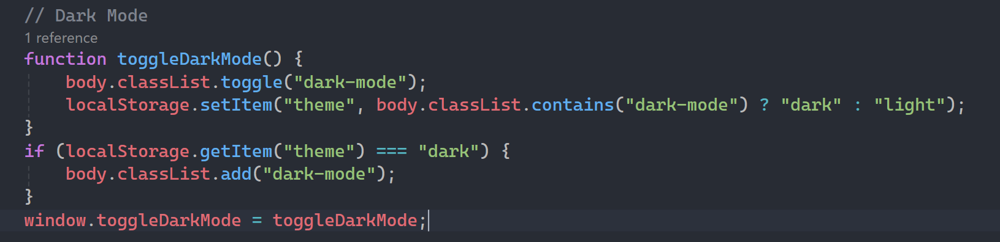 // Dark Mode
1 reference
function toggleDarkMode() {
    body.classList.toggle("dark-mode");
    localStorage.setItem("theme", body.classList.contains("dark-mode") ? "dark" : "light");
}
if (localStorage.getItem("theme") === "dark") {
    body.classList.add("dark-mode");
}
window.toggleDarkMode = toggleDarkMode;